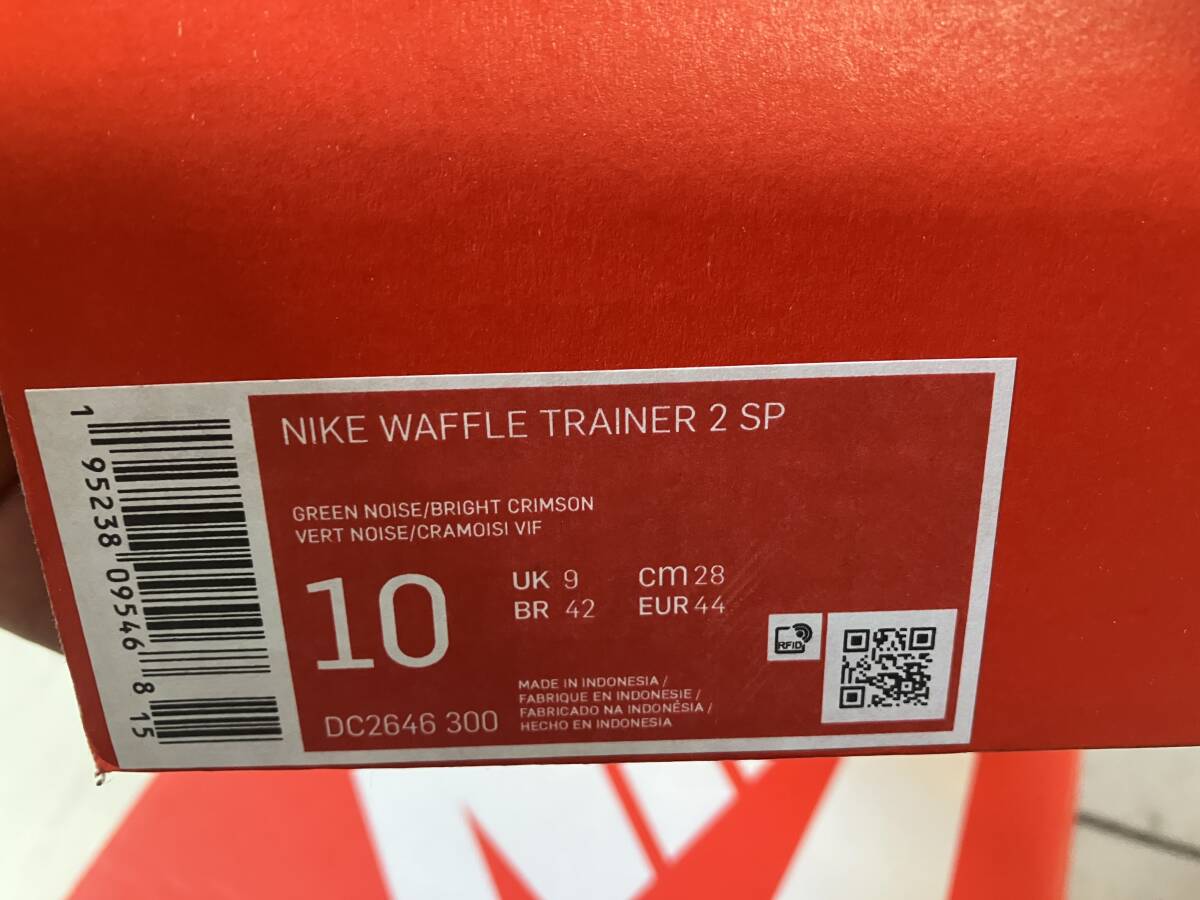 NIKE WAFFLE TRAINER 2 SP
GREEN NOISE/BRIGHT CRIMSON
VERT NOISE/CRAMOISI VIF
10
UK 9 cm 28
BR 42 EUR 44
RFID
MADE IN INDONESIA /
FABRIQUE EN INDONESIE /
FABRICADO NA INDONÉSIA /
HECHO EN INDONESIA
DC2646 300
1 95238 09546 8 15